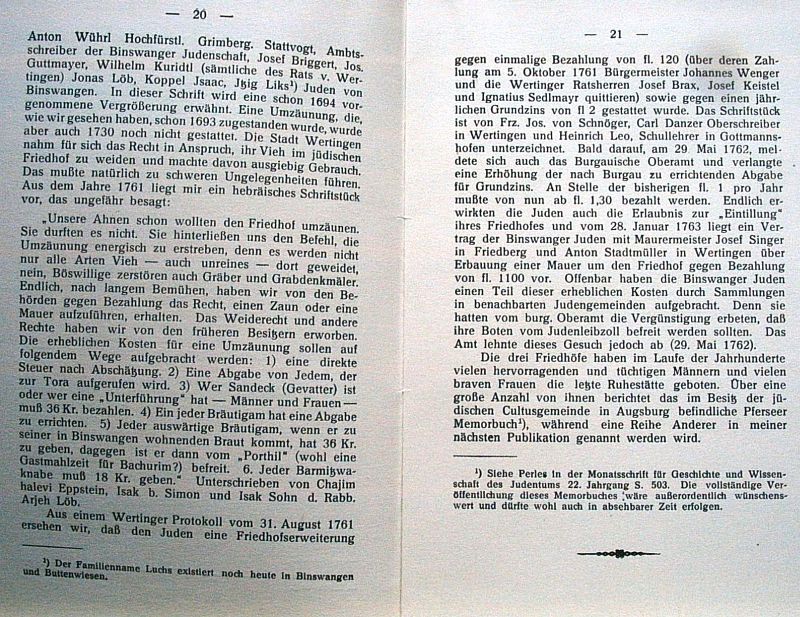 — 20 —
Anton Wührl Hochfürstl. Grimberg. Stattvogt, Ambts-
schreiber der Binswanger Judenschaft, Josef Briggert, Jos.
Guttmayer, Wilhelm Kuridtl (sämtliche des Rats v. Wer-
tingen) Jonas Löb, Koppel Jsaac, Jtzig Liks¹) Juden von
Binswangen. In dieser Schrift wird eine schon 1694 vor-
genommene Vergrößerung erwähnt. Eine Umzäunung, die,
wie wir gesehen haben, schon 1693 zugestanden wurde, wurde
aber auch 1730 noch nicht gestattet. Die Stadt Wertingen
nahm für sich das Recht in Anspruch, ihr Vieh im jüdischen
Friedhof zu weiden und machte davon ausgiebig Gebrauch.
Das mußte natürlich zu schweren Ungelegenheiten führen.
Aus dem Jahre 1761 liegt mir ein hebräisches Schriftstück
vor, das ungefähr besagt:
„Unsere Ahnen schon wollten den Friedhof umzäunen.
Sie durften es nicht. Sie hinterließen uns den Befehl, die
Umzäunung energisch zu erstreben, denn es werden nicht
nur alle Arten Vieh — auch unreines — dort geweidet,
nein, Böswillige zerstören auch Gräber und Grabdenkmäler.
Endlich, nach langem Bemühen, haben wir von den Be-
hörden gegen Bezahlung das Recht, einen Zaun oder eine
Mauer aufzuführen, erhalten. Das Weiderecht und andere
Rechte haben wir von den früheren Besitzern erworben.
Die erheblichen Kosten für eine Umzäunung sollen auf
folgendem Wege aufgebracht werden: 1) eine direkte
Steuer nach Abschätzung. 2) Eine Abgabe von Jedem, der
zur Tora aufgerufen wird. 3) Wer Sandeck (Gevatter) ist
oder wer eine „Unterführung“ hat — Männer und Frauen —
muß 36 Kr. bezahlen. 4) Ein jeder Bräutigam hat eine Abgabe
zu errichten. 5) Jeder auswärtige Bräutigam, wenn er zu
seiner in Binswangen wohnenden Braut kommt, hat 36 Kr.
zu geben, dagegen ist er dann vom „Porthil“ (wohl eine
Gastmahlzeit für Bachurim?) befreit. 6. Jeder Barmitzwa-
knabe muß 18 Kr. geben.“ Unterschrieben von Chajim
halevi Eppstein, Isak b. Simon und Isak Sohn d. Rabb.
Arjeh Löb.
Aus einem Wertinger Protokoll vom 31. August 1761
ersehen wir, daß den Juden eine Friedhofserweiterung
¹) Der Familienname Luchs existiert noch heute in Binswangen
und Buttenwiesen.
— 21 —
gegen einmalige Bezahlung von fl. 120 (über deren Zah-
lung am 5. Oktober 1761 Bürgermeister Johannes Wenger
und die Wertinger Ratsherren Josef Brax, Josef Keistel
und Ignatius Sedlmayr quittieren) sowie gegen einen jähr-
lichen Grundzins von fl 2 gestattet wurde. Das Schriftstück
ist von Frz. Jos. von Schnöger, Carl Danzer Oberschreiber
in Wertingen und Heinrich Leo, Schullehrer in Gottmanns-
hofen unterzeichnet. Bald darauf, am 29. Mai 1762, mel-
dete sich auch das Burgauische Oberamt und verlangte
eine Erhöhung der nach Burgau zu errichtenden Abgabe
für Grundzins. An Stelle der bisherigen fl. 1 pro Jahr
mußte von nun ab fl. 1,30 bezahlt werden. Endlich er-
wirkten die Juden auch die Erlaubnis zur „Eintillung“
ihres Friedhofes und vom 28. Januar 1763 liegt ein Ver-
trag der Binswanger Juden mit Maurermeister Josef Singer
in Friedberg und Anton Stadtmüller in Wertingen über
Erbauung einer Mauer um den Friedhof gegen Bezahlung
von fl. 1100 vor. Offenbar haben die Binswanger Juden
einen Teil dieser erheblichen Kosten durch Sammlungen
in benachbarten Judengemeinden aufgebracht. Denn sie
hatten vom burg. Oberamt die Vergünstigung erbeten, daß
ihre Boten vom Judenleibzoll befreit werden sollten. Das
Amt lehnte dieses Gesuch jedoch ab (29. Mai 1762).
Die drei Friedhöfe haben im Laufe der Jahrhunderte
vielen hervorragenden und tüchtigen Männern und vielen
braven Frauen die letzte Ruhestätte geboten. Über eine
große Anzahl von ihnen berichtet das im Besitz der jü-
dischen Cultusgemeinde in Augsburg befindliche Pferseer
Memorbuch¹), während eine Reihe Anderer in meiner
nächsten Publikation genannt werden wird.
¹) Siehe Perles in der Monatsschrift für Geschichte und Wissen-
schaft des Judentums 22. Jahrgang S. 503. Die vollständige Ver-
öffentlichung dieses Memorbuches wäre außerordentlich wünschens-
wert und dürfte wohl auch in absehbarer Zeit erfolgen.